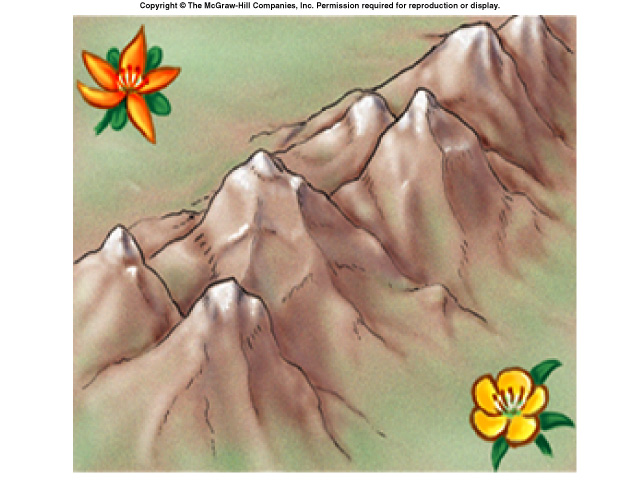 Copyright © The McGraw-Hill Companies, Inc. Permission required for reproduction or display.